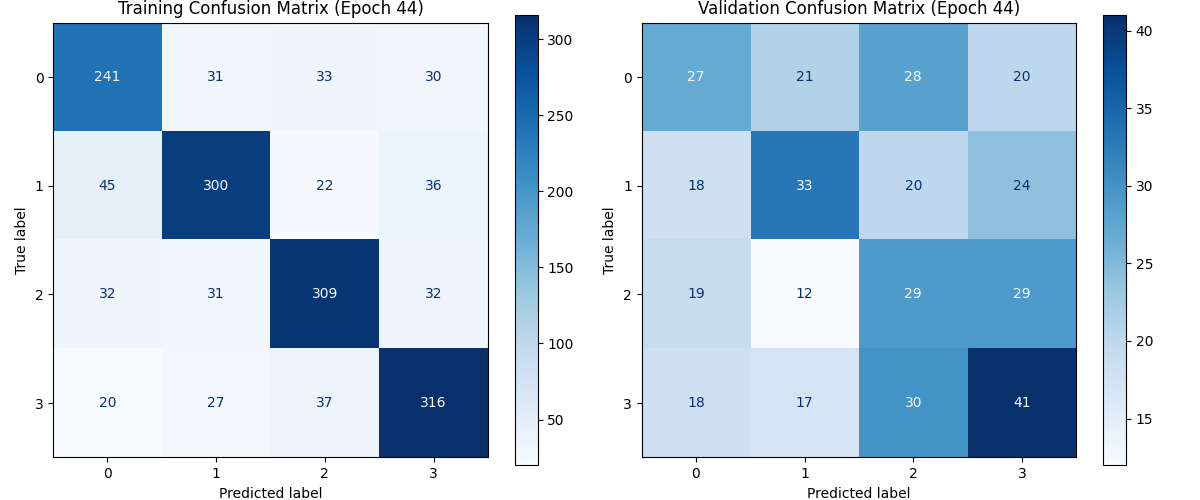 Training Confusion Matrix (Epoch 44)
True label
0
241 31 33 30
1
45 300 22 36
2
32 31 309 32
3
20 27 37 316
0 1 2 3
Predicted label
300
250
200
150
100
50
Validation Confusion Matrix (Epoch 44)
True label
0
27 21 28 20
1
18 33 20 24
2
19 12 29 29
3
18 17 30 41
0 1 2 3
Predicted label
40
35
30
25
20
15